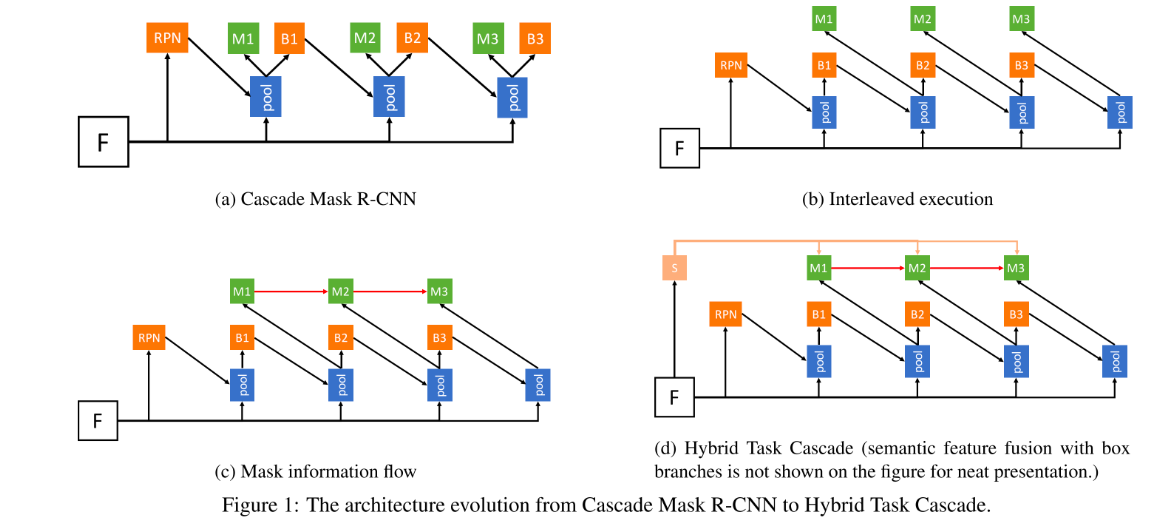 RPN M1 B1 M2 B2 M3 B3
pool pool pool
F
(a) Cascade Mask R-CNN
M1 M2 M3
RPN B1 B2 B3
pool pool pool pool
F
(b) Interleaved execution
M1 M2 M3
RPN B1 B2 B3
pool pool pool pool
F
(c) Mask information flow
S M1 M2 M3
RPN B1 B2 B3
pool pool pool pool
F
(d) Hybrid Task Cascade (semantic feature fusion with box
branches is not shown on the figure for neat presentation.)
Figure 1: The architecture evolution from Cascade Mask R-CNN to Hybrid Task Cascade.